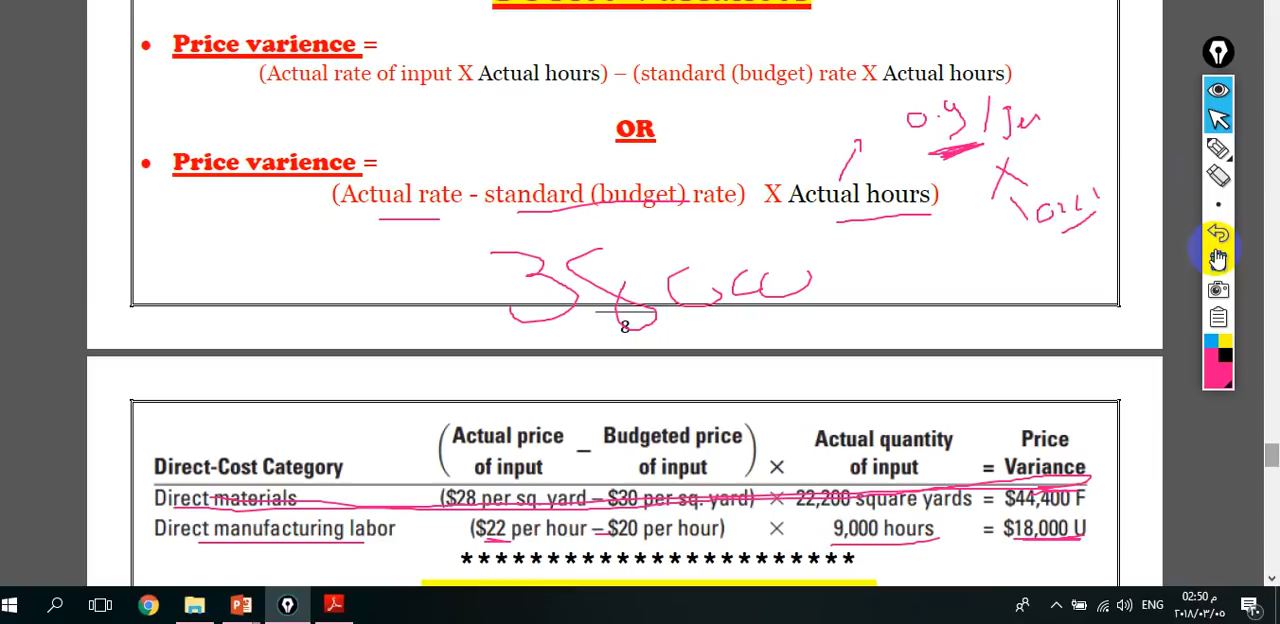 • Price varience =
(Actual rate of input X Actual hours) – (standard (budget) rate X Actual hours)
OR
• Price varience =
(Actual rate - standard (budget) rate) X Actual hours)
8
Actual price Budgeted price Actual quantity Price
Direct-Cost Category ( of input – of input ) × of input = Variance
Direct materials ($28 per sq. yard – $30 per sq. yard) × 22,200 square yards = $44,400 F
Direct manufacturing labor ($22 per hour – $20 per hour) × 9,000 hours = $18,000 U
************************
ENG
02:50 م
٢٠١٨/٠٣/٠٥